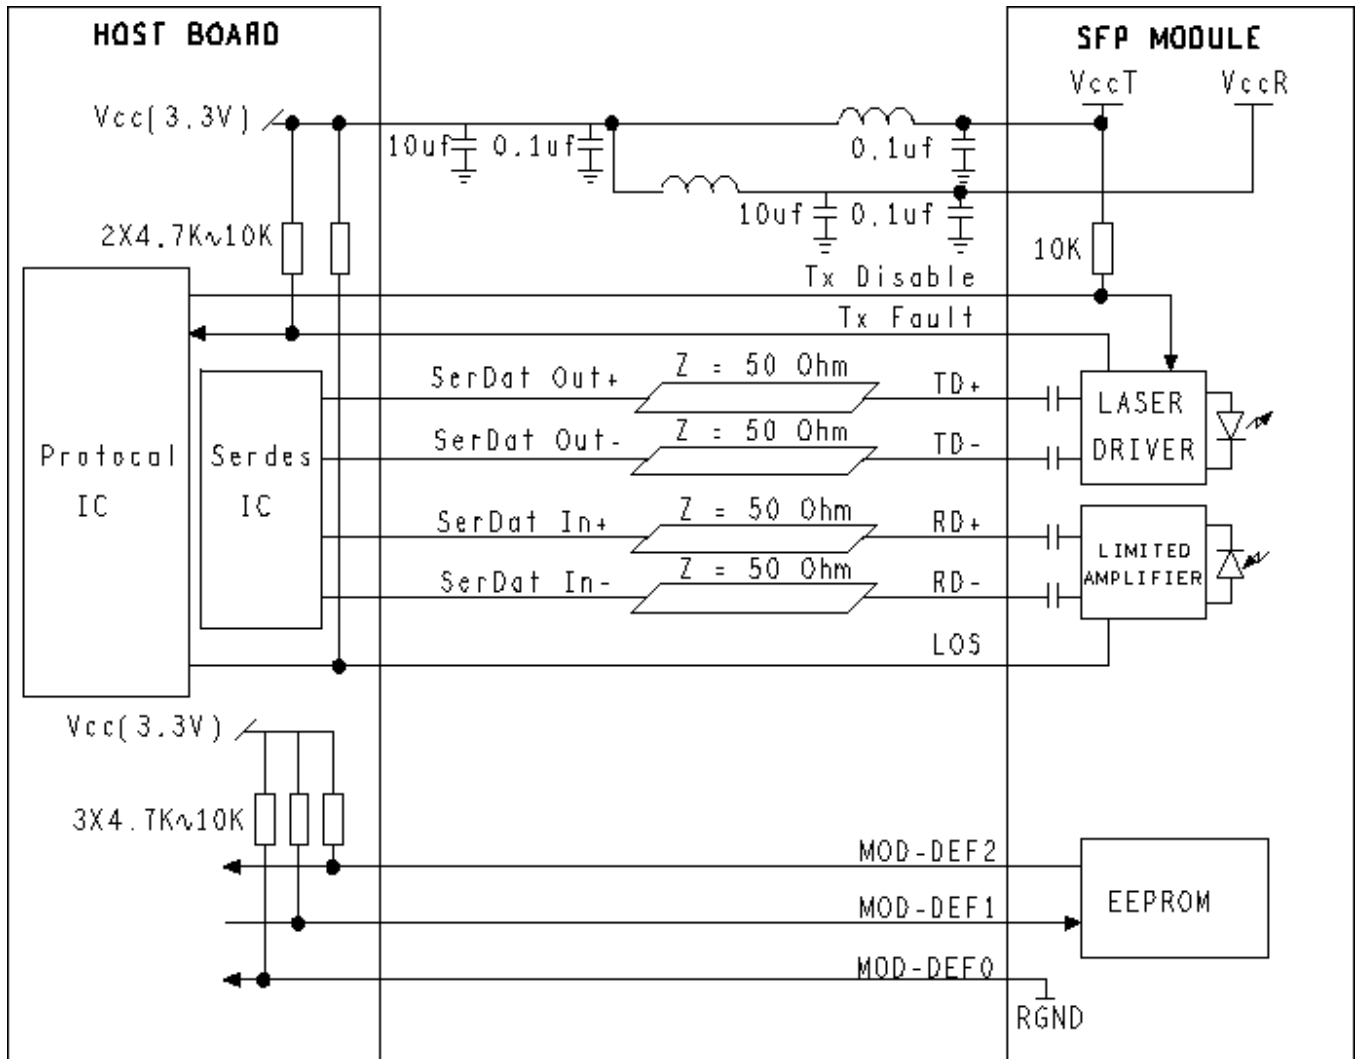 HOST BOARD
SFP MODULE
VccT
VccR
Vcc(3.3V)
10uf
0.1uf
0.1uf
10uf
0.1uf
2X4.7K~10K
10K
Tx Disable
Tx Fault
SerDat Out+
Z = 50 Ohm
TD+
SerDat Out-
Z = 50 Ohm
TD-
LASER
DRIVER
Protocal
IC
Serdes
IC
SerDat In+
Z = 50 Ohm
RD+
SerDat In-
Z = 50 Ohm
RD-
LIMITED
AMPLIFIER
LOS
Vcc(3.3V)
3X4.7K~10K
MOD-DEF2
MOD-DEF1
MOD-DEF0
EEPROM
RGND